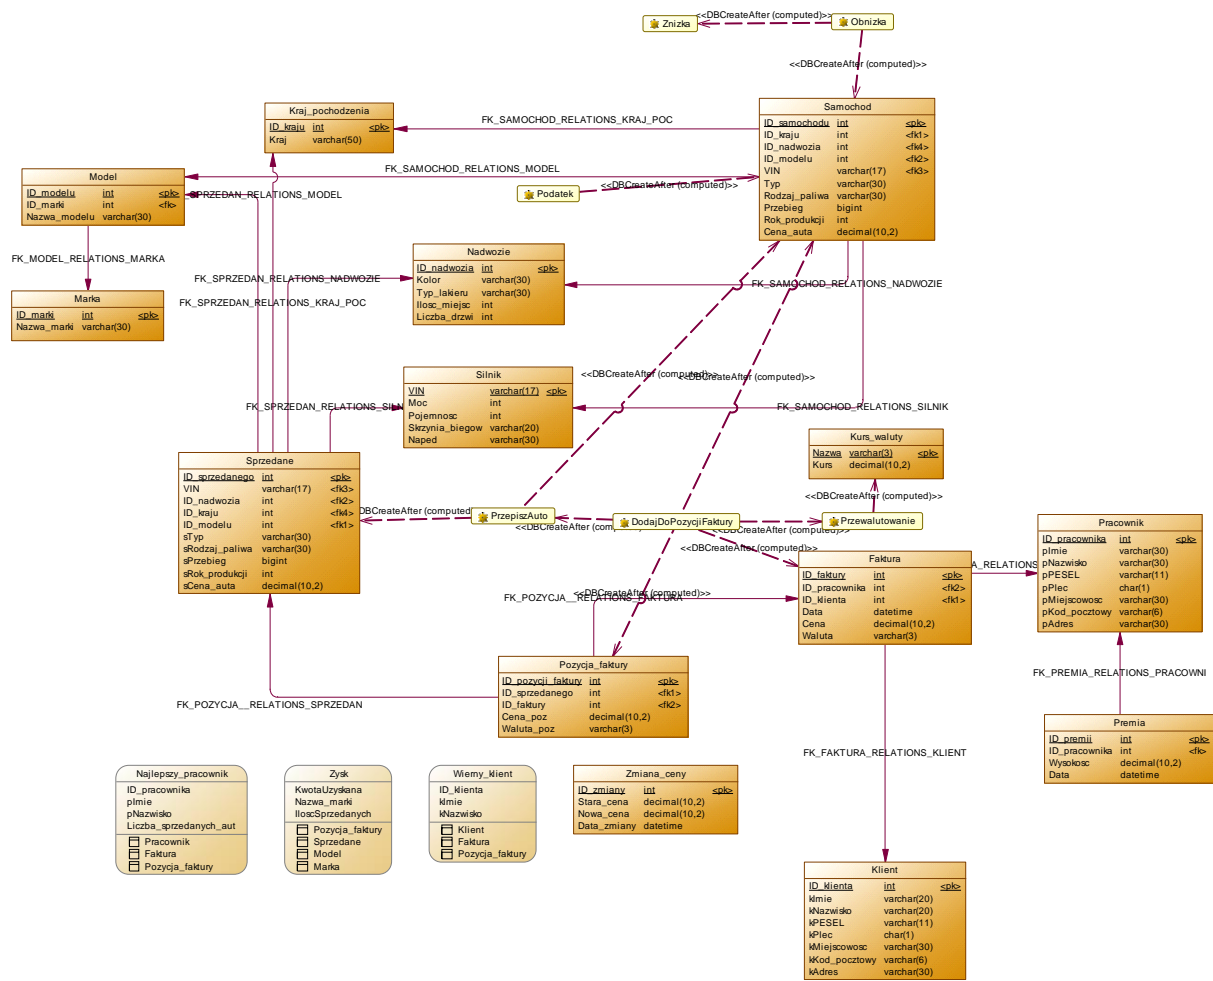 <<DBCreateAfter (computed)>>
Znizka
Obnizka
<<DBCreateAfter (computed)>>
Samochod
ID_samochodu int <pk>
ID_kraju int <fk1>
ID_nadwozia int <fk4>
ID_modelu int <fk2>
VIN varchar(17) <fk3>
Typ varchar(30)
Rodzaj_paliwa varchar(30)
Przebieg bigint
Rok_produkcji int
Cena_auta decimal(10,2)
Kraj_pochodzenia
ID_kraju int <pk>
Kraj varchar(50)
FK_SAMOCHOD_RELATIONS_KRAJ_POC
FK_SAMOCHOD_RELATIONS_MODEL
Model
ID_modelu int <pk>
ID_marki int <fk>
Nazwa_modelu varchar(30)
_SPRZEDAN_RELATIONS_MODEL
<<DBCreateAfter (computed)>>
Podatek
FK_MODEL_RELATIONS_MARKA
Marka
ID_marki int <pk>
Nazwa_marki varchar(30)
Nadwozie
ID_nadwozia int <pk>
Kolor varchar(30)
Typ_lakieru varchar(30)
Ilosc_miejsc int
Liczba_drzwi int
FK_SPRZEDAN_RELATIONS_NADWOZIE
FK_SPRZEDAN_RELATIONS_KRAJ_POC
FK_SAMOCHOD_RELATIONS_NADWOZIE
Silnik
VIN varchar(17) <pk>
Moc int
Pojemnosc int
Skrzynia_biegow varchar(20)
Naped varchar(30)
<<DBCreateAfter (computed)>>
<<DBCreateAfter (computed)>>
FK_SPRZEDAN_RELATIONS_SILN
FK_SAMOCHOD_RELATIONS_SILNIK
Kurs_waluty
Nazwa varchar(3) <pk>
Kurs decimal(10,2)
Sprzedane
ID_sprzedanego int <pk>
VIN varchar(17) <fk3>
ID_nadwozia int <fk2>
ID_kraju int <fk4>
ID_modelu int <fk1>
sTyp varchar(30)
sRodzaj_paliwa varchar(30)
sPrzebieg bigint
sRok_produkcji int
sCena_auta decimal(10,2)
<<DBCreateAfter (computed)>>
DBCreateAfter (computed
PrzepiszAuto
DodajDoPozycjiFaktury
Przewalutowanie
<<DBCreateAfter (com
<<DBCreateAfter (computed)>>
Faktura
ID_faktury int <pk>
ID_pracownika int <fk2>
ID_klienta int <fk1>
Data datetime
Cena decimal(10,2)
Waluta varchar(3)
A_RELATIONS
Pracownik
ID_pracownika int <pk>
pImie varchar(30)
pNazwisko varchar(30)
pPESEL varchar(11)
pPlec char(1)
pMiejscowosc varchar(30)
pKod_pocztowy varchar(6)
pAdres varchar(30)
<<DBCreateAfter (computed)>>
FK_POZYCJA__RELATIONS_FAKTURA
Pozycja_faktury
ID_pozycji_faktury int <pk>
ID_sprzedanego int <fk1>
ID_faktury int <fk2>
Cena_poz decimal(10,2)
Waluta_poz varchar(3)
FK_POZYCJA__RELATIONS_SPRZEDAN
FK_PREMIA_RELATIONS_PRACOWNI
Premia
ID_premii int <pk>
ID_pracownika int <fk>
Wysokosc decimal(10,2)
Data datetime
FK_FAKTURA_RELATIONS_KLIENT
Najlepszy_pracownik
ID_pracownika
pImie
pNazwisko
Liczba_sprzedanych_aut
Pracownik
Faktura
Pozycja_faktury
Zysk
KwotaUzyskana
Nazwa_marki
IloscSprzedanych
Pozycja_faktury
Sprzedane
Model
Marka
Wierny_klient
ID_klienta
kImie
kNazwisko
Klient
Faktura
Pozycja_faktury
Zmiana_ceny
ID_zmiany int <pk>
Stara_cena decimal(10,2)
Nowa_cena decimal(10,2)
Data_zmiany datetime
Klient
ID_klienta int <pk>
kImie varchar(20)
kNazwisko varchar(20)
kPESEL varchar(11)
kPlec char(1)
kMiejscowosc varchar(30)
kKod_pocztowy varchar(6)
kAdres varchar(30)